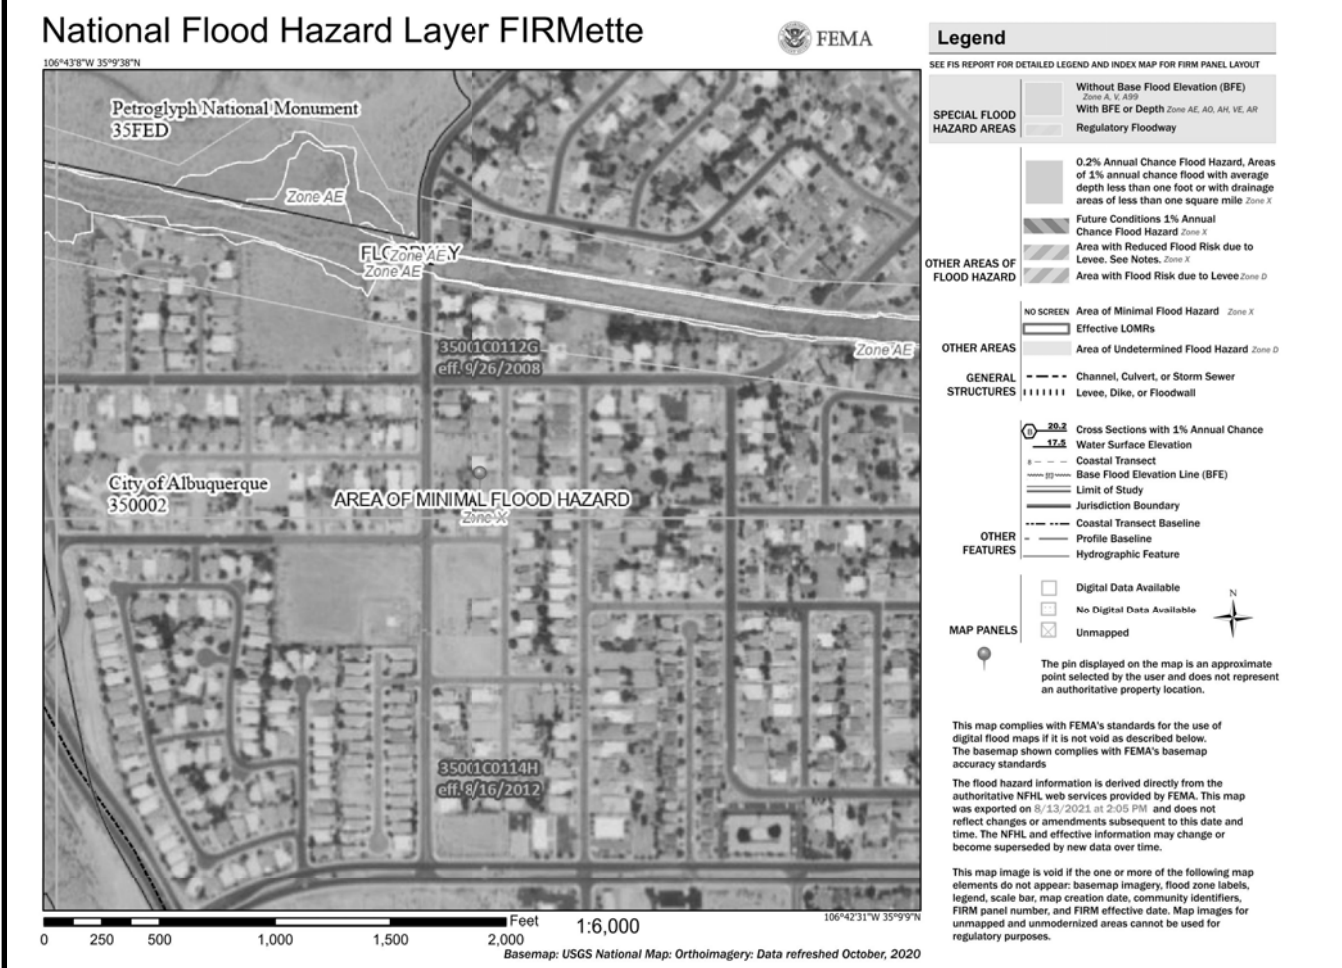 National Flood Hazard Layer FIRMette
FEMA
106°43'8"W 35°9'38"N
Petroglyph National Monument
35FED
Zone AE
FLOODWAY
Zone AE
Zone AE
Zone AE
35001C0112G
eff. 9/26/2008
City of Albuquerque
350002
AREA OF MINIMAL FLOOD HAZARD
Zone X
35001C0114H
eff. 8/16/2012
106°42'31"W 35°9'9"N
Feet
1:6,000
0 250 500 1,000 1,500 2,000
Basemap: USGS National Map: Orthoimagery: Data refreshed October, 2020
Legend
SEE FIS REPORT FOR DETAILED LEGEND AND INDEX MAP FOR FIRM PANEL LAYOUT
SPECIAL FLOOD
HAZARD AREAS
Without Base Flood Elevation (BFE)
Zone A, V, A99
With BFE or Depth Zone AE, AO, AH, VE, AR
Regulatory Floodway
OTHER AREAS OF
FLOOD HAZARD
0.2% Annual Chance Flood Hazard, Areas
of 1% annual chance flood with average
depth less than one foot or with drainage
areas of less than one square mile Zone X
Future Conditions 1% Annual
Chance Flood Hazard Zone X
Area with Reduced Flood Risk due to
Levee. See Notes. Zone X
Area with Flood Risk due to Levee Zone D
OTHER AREAS
NO SCREEN Area of Minimal Flood Hazard Zone X
Effective LOMRs
Area of Undetermined Flood Hazard Zone D
GENERAL
STRUCTURES
Channel, Culvert, or Storm Sewer
Levee, Dike, or Floodwall
OTHER
FEATURES
B 20.2 Cross Sections with 1% Annual Chance
17.5 Water Surface Elevation
8 Coastal Transect
513 Base Flood Elevation Line (BFE)
Limit of Study
Jurisdiction Boundary
Coastal Transect Baseline
Profile Baseline
Hydrographic Feature
MAP PANELS
Digital Data Available
No Digital Data Available
Unmapped
N
The pin displayed on the map is an approximate
point selected by the user and does not represent
an authoritative property location.
This map complies with FEMA's standards for the use of
digital flood maps if it is not void as described below.
The basemap shown complies with FEMA's basemap
accuracy standards
The flood hazard information is derived directly from the
authoritative NFHL web services provided by FEMA. This map
was exported on 8/13/2021 at 2:05 PM and does not
reflect changes or amendments subsequent to this date and
time. The NFHL and effective information may change or
become superseded by new data over time.
This map image is void if the one or more of the following map
elements do not appear: basemap imagery, flood zone labels,
legend, scale bar, map creation date, community identifiers,
FIRM panel number, and FIRM effective date. Map images for
unmapped and unmodernized areas cannot be used for
regulatory purposes.